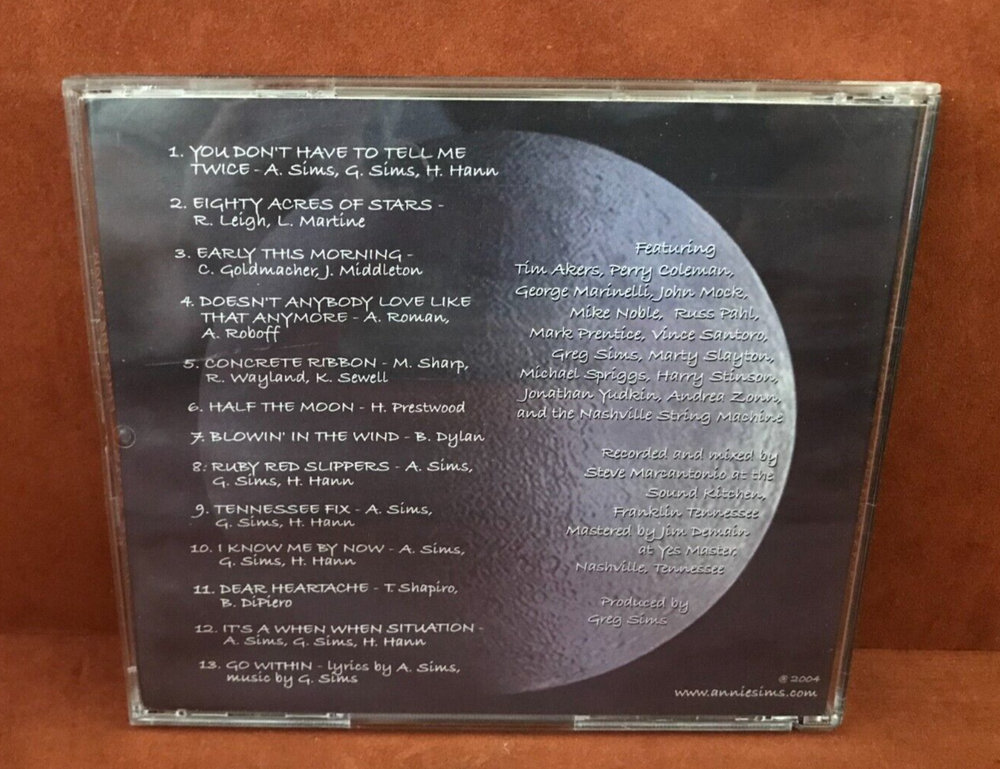 1. YOU DON'T HAVE TO TELL ME
TWICE - A. Sims, G. Sims, H. Hann
2. EIGHTY ACRES OF STARS -
R. Leigh, L. Martine
3. EARLY THIS MORNING -
C. Goldmacher, J. Middleton
4. DOESN'T ANYBODY LOVE LIKE
THAT ANYMORE - A. Roman,
A. Roboff
5. CONCRETE RIBBON - M. Sharp,
R. Wayland, K. Sewell
6. HALF THE MOON - H. Prestwood
7. BLOWIN' IN THE WIND - B. Dylan
8. RUBY RED SLIPPERS - A. Sims,
G. Sims, H. Hann
9. TENNESSEE FIX - A. Sims,
G. Sims, H. Hann
10. I KNOW ME BY NOW - A. Sims,
G. Sims, H. Hann
11. DEAR HEARTACHE - T. Shapiro,
B. DiPiero
12. IT'S A WHEN WHEN SITUATION -
A. Sims, G. Sims, H. Hann
13. GO WITHIN - lyrics by A. Sims,
music by G. Sims
Featuring
Tim Akers, Perry Coleman,
George Marinelli, John Mock,
Mike Noble, Russ Pahl,
Mark Prentice, Vince Santoro,
Greg Sims, Marty Slayton,
Michael Spriggs, Harry Stinson,
Jonathan Yudkin, Andrea Zonn,
and the Nashville String Machine
Recorded and mixed by
Steve Marcantonio at the
Sound Kitchen,
Franklin Tennessee
Mastered by Jim Demain
at Yes Master,
Nashville, Tennessee
Produced by
Greg Sims
℗ 2004
www.anniesims.com